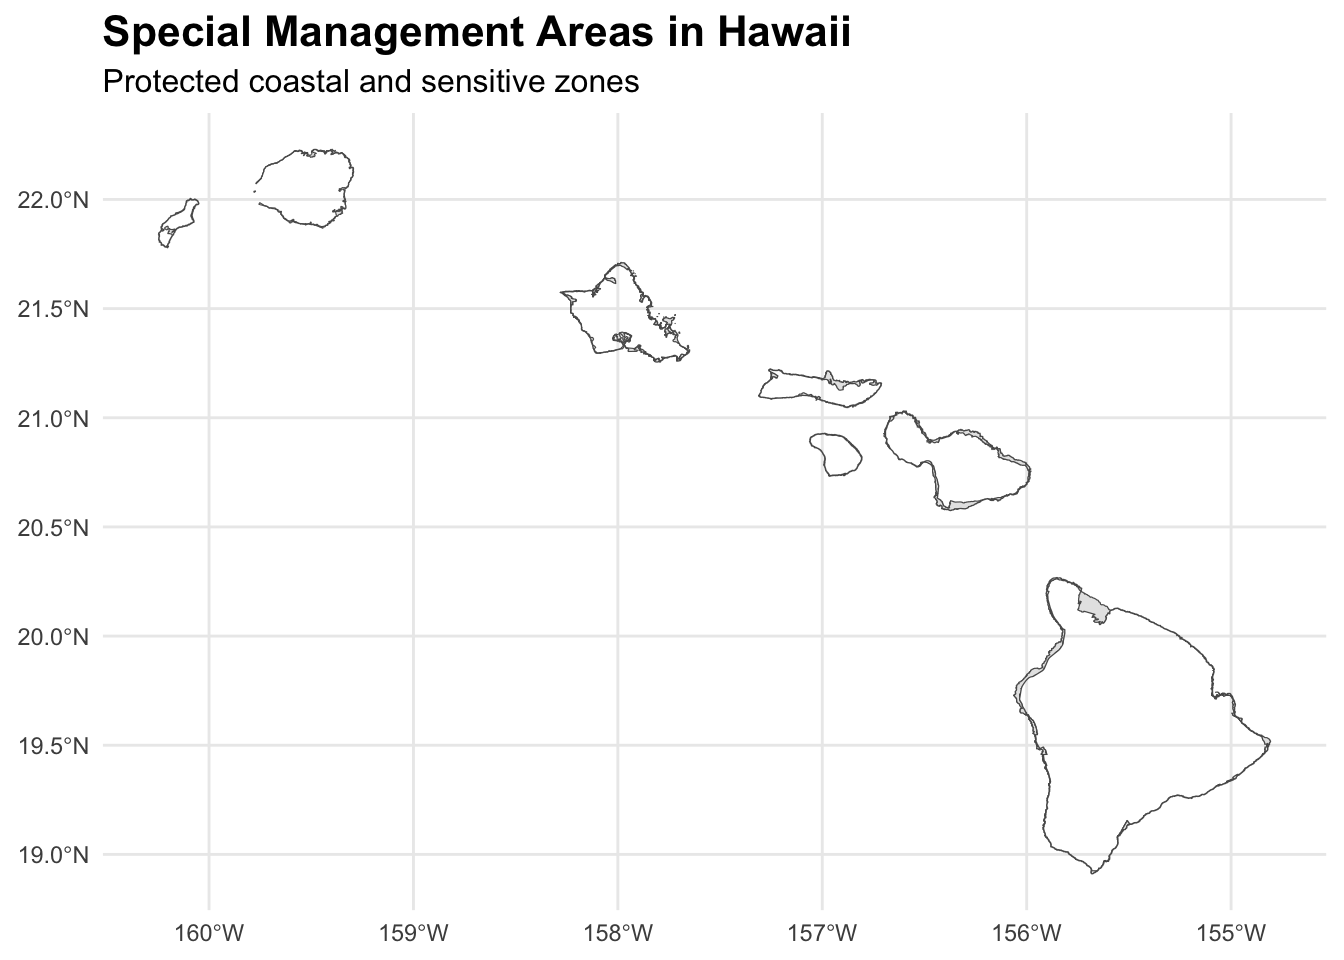 Special Management Areas in Hawaii
Protected coastal and sensitive zones
22.0°N
21.5°N
21.0°N
20.5°N
20.0°N
19.5°N
19.0°N
160°W 159°W 158°W 157°W 156°W 155°W